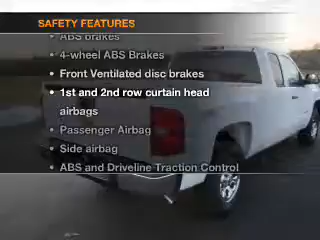 SAFETY FEATURES
• ABS Brakes
• 4-wheel ABS Brakes
• Front Ventilated disc brakes
• 1st and 2nd row curtain head
airbags
• Passenger Airbag
• Side airbag
• ABS and Driveline Traction Control